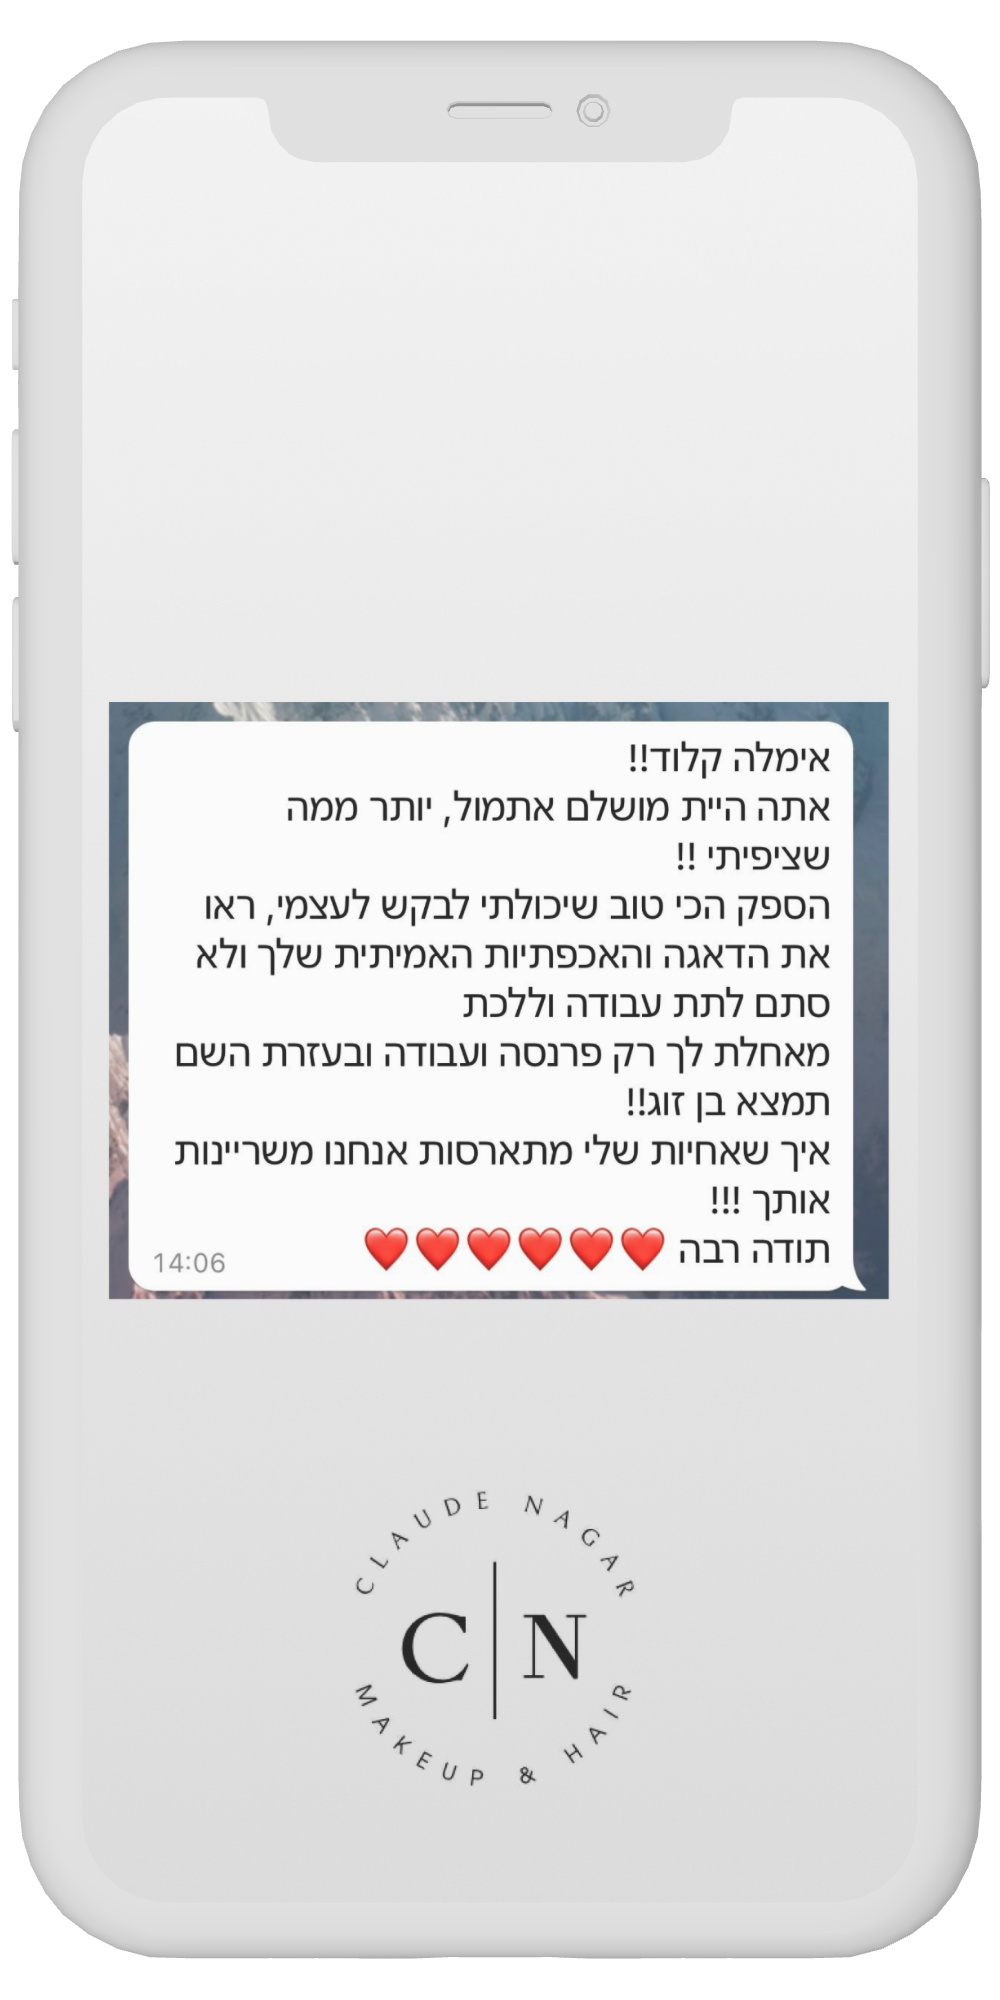 אימלה קלוד!!
אתה היית מושלם אתמול, יותר ממה
שציפיתי !!
הספק הכי טוב שיכולתי לבקש לעצמי, ראו
את הדאגה והאכפתיות האמיתית שלך ולא
סתם לתת עבודה וללכת
מאחלת לך רק פרנסה ועבודה ובעזרת השם
תמצא בן זוג!!
איך שאחיות שלי מתארסות אנחנו משריינות
אותך !!!
תודה רבה ❤️❤️❤️❤️❤️❤️
14:06
CLAUDE NAGAR
C|N
MAKEUP & HAIR